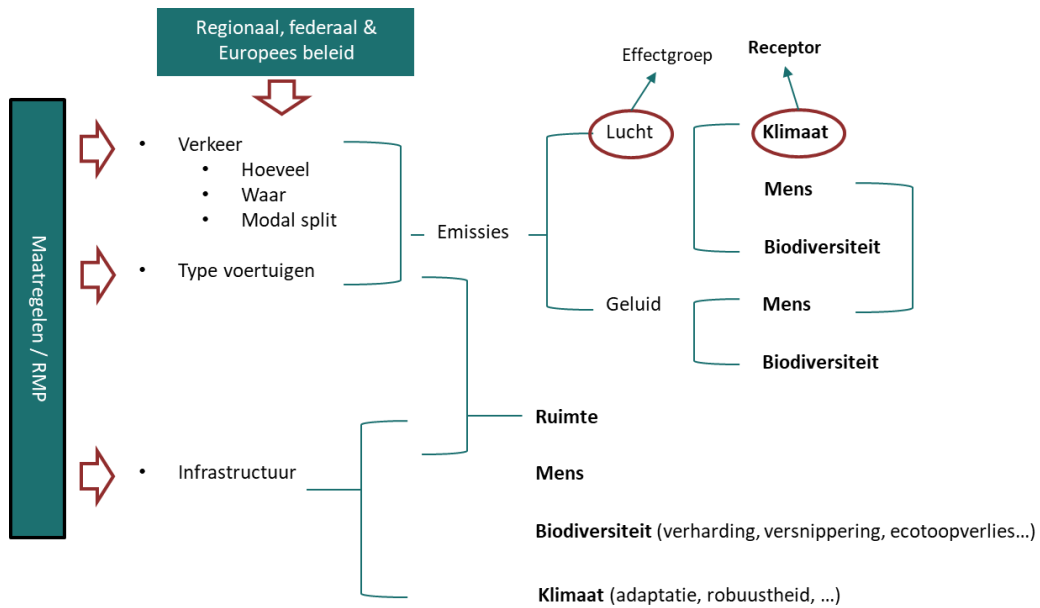 Regionaal, federaal &
Europees beleid
Effectgroep
Receptor
Maatregelen / RMP
• Verkeer
• Hoeveel
• Waar
• Modal split
• Type voertuigen
• Infrastructuur
Emissies
Lucht
Geluid
Klimaat
Mens
Biodiversiteit
Mens
Biodiversiteit
Ruimte
Mens
Biodiversiteit (verharding, versnippering, ecotoopverlies...)
Klimaat (adaptatie, robuustheid, ...)